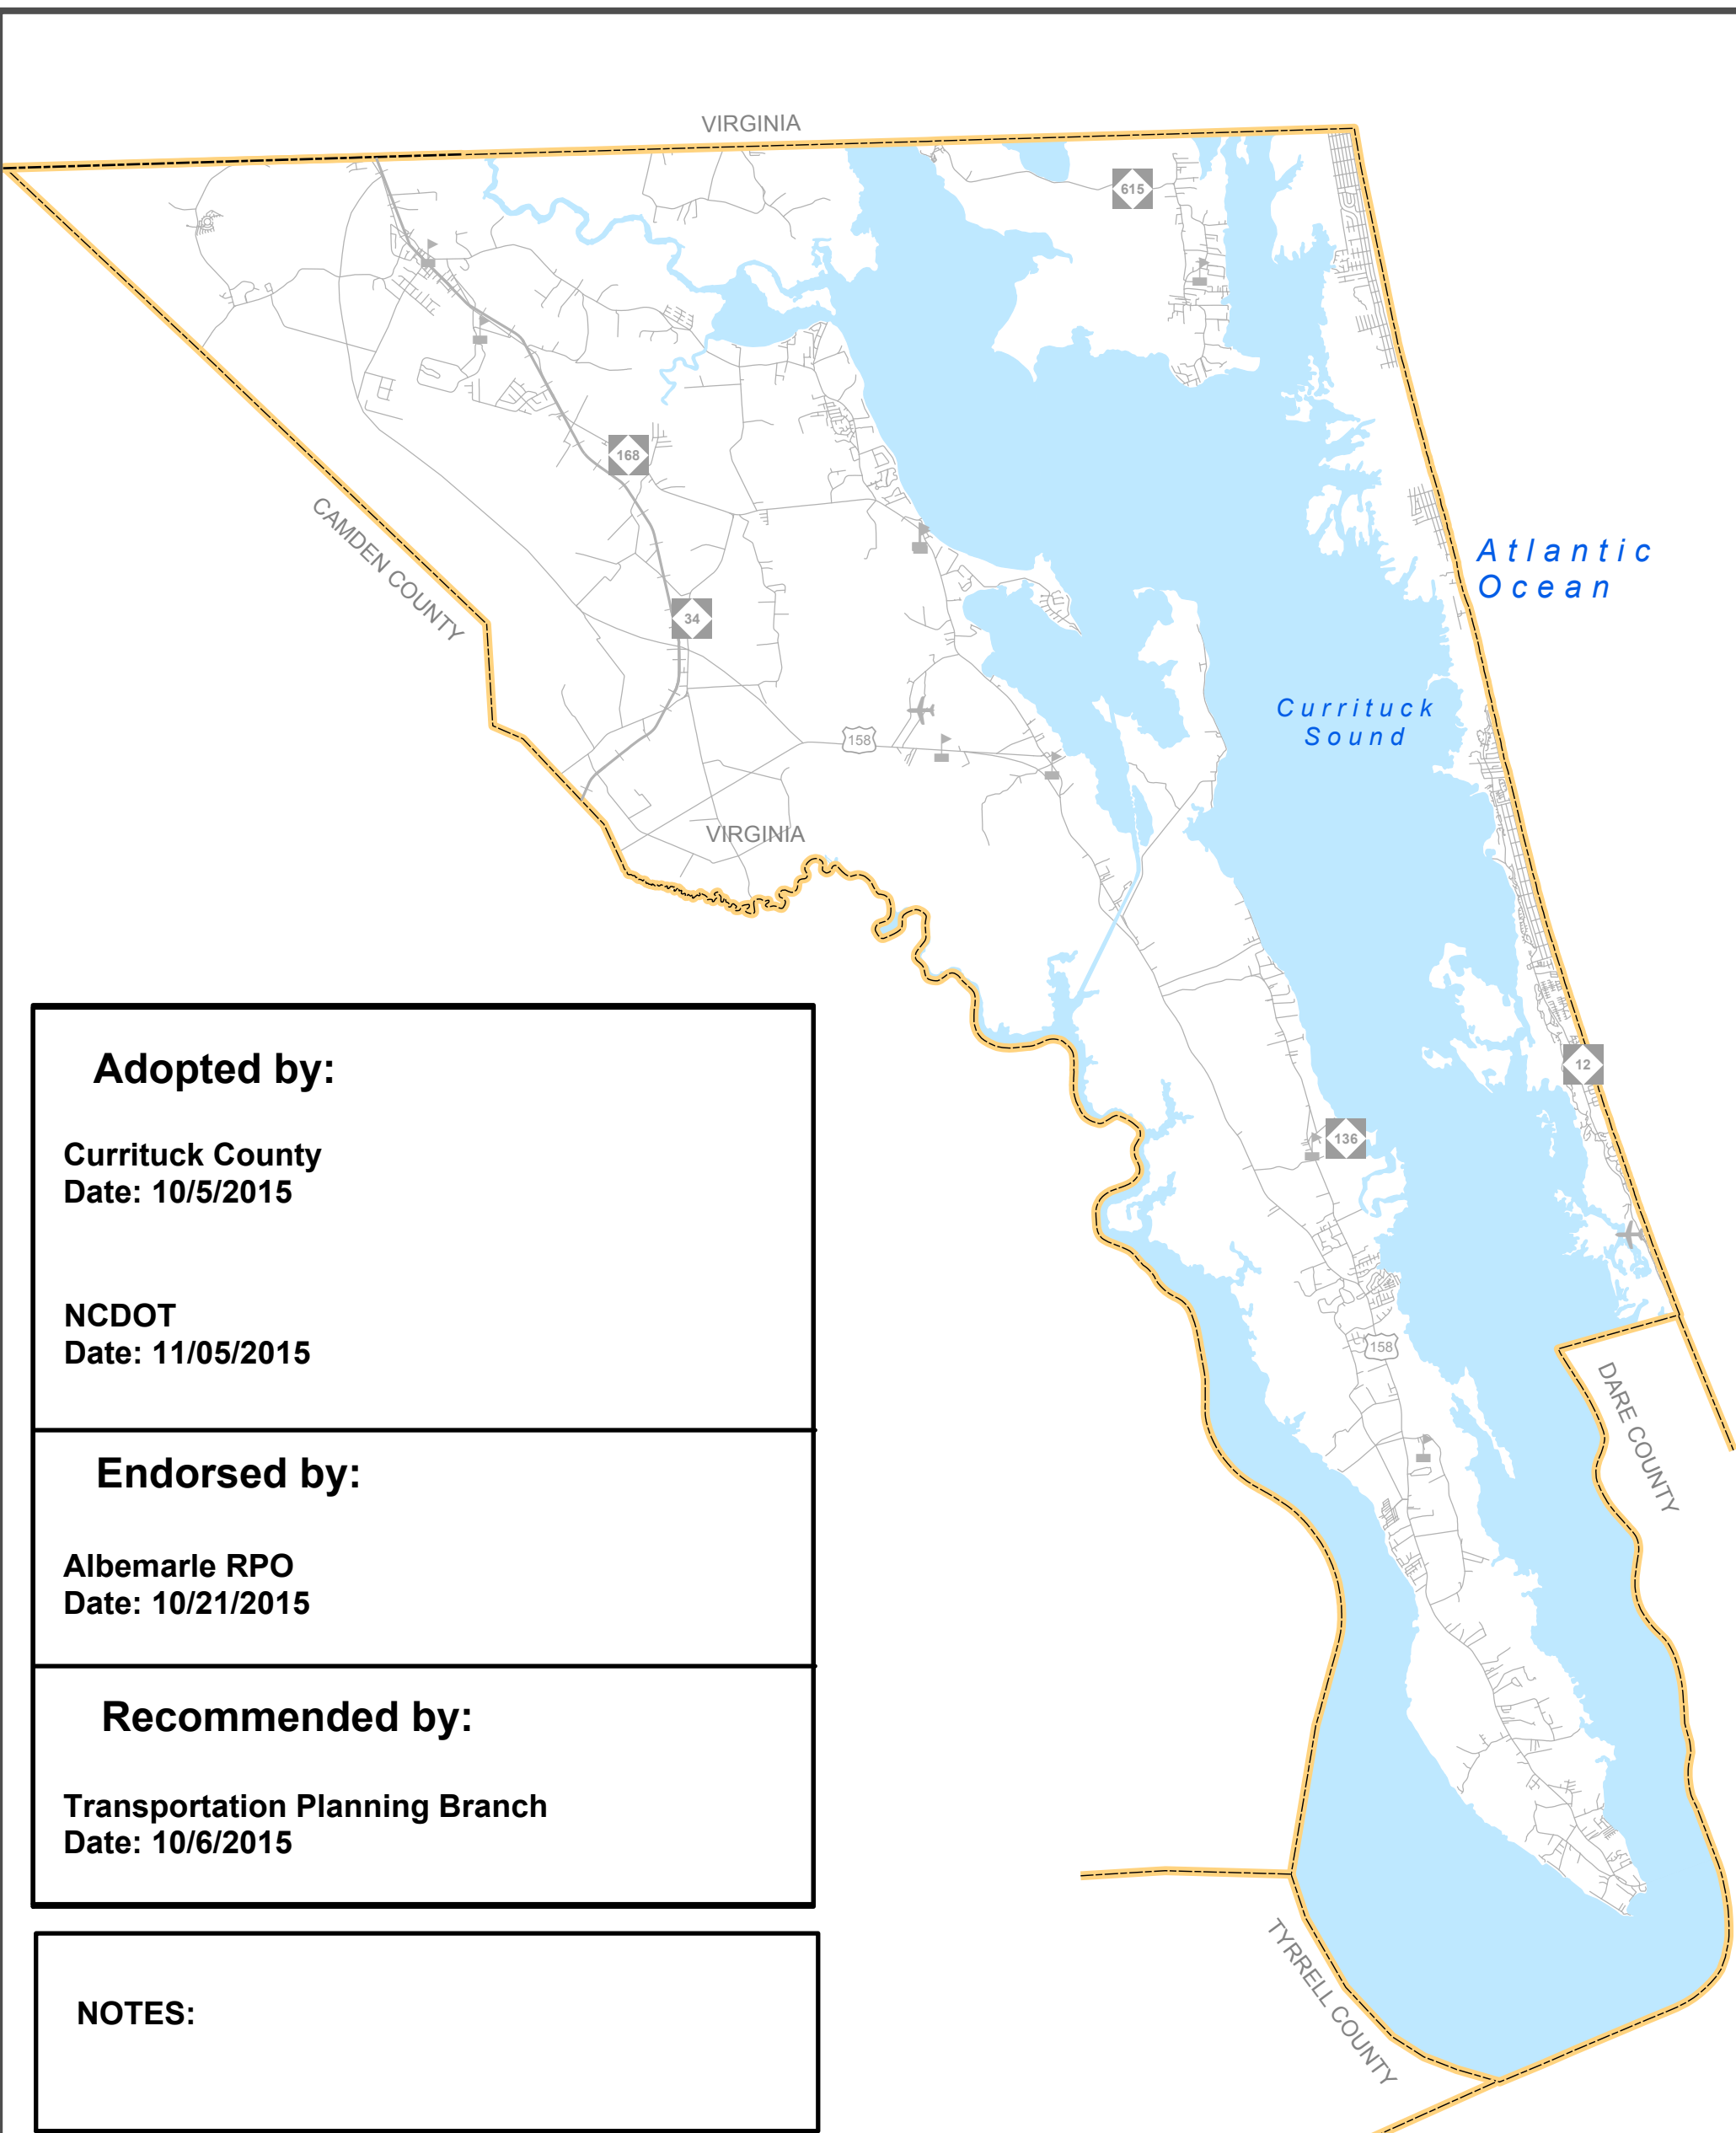 VIRGINIA
615
168
CAMDEN COUNTY
Atlantic
Ocean
34
Currituck
Sound
158
VIRGINIA
12
136
158
DARE COUNTY
TYRRELL COUNTY
Adopted by:
Currituck County
Date: 10/5/2015
NCDOT
Date: 11/05/2015
Endorsed by:
Albemarle RPO
Date: 10/21/2015
Recommended by:
Transportation Planning Branch
Date: 10/6/2015
NOTES: